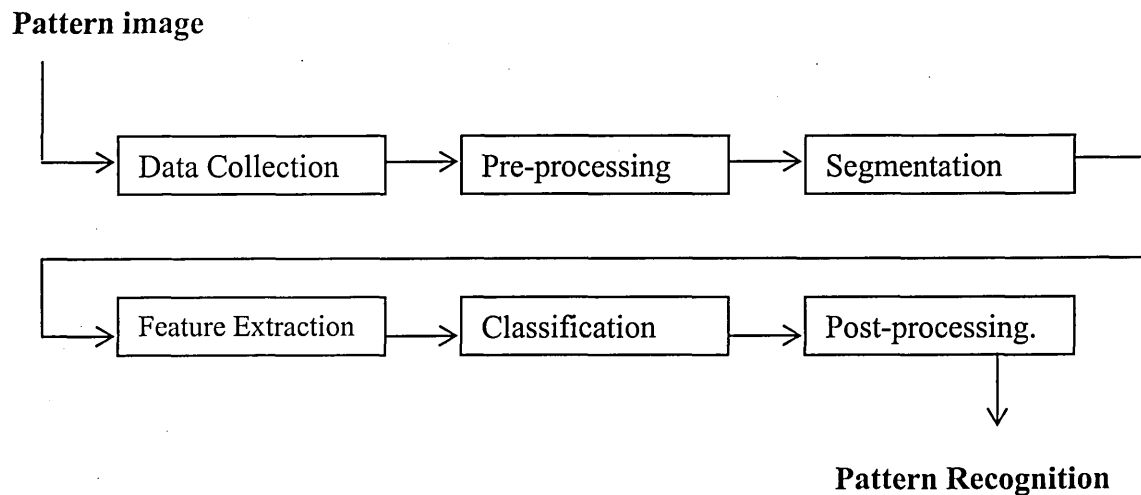 Pattern image
Data Collection
Pre-processing
Segmentation
Feature Extraction
Classification
Post-processing.
Pattern Recognition